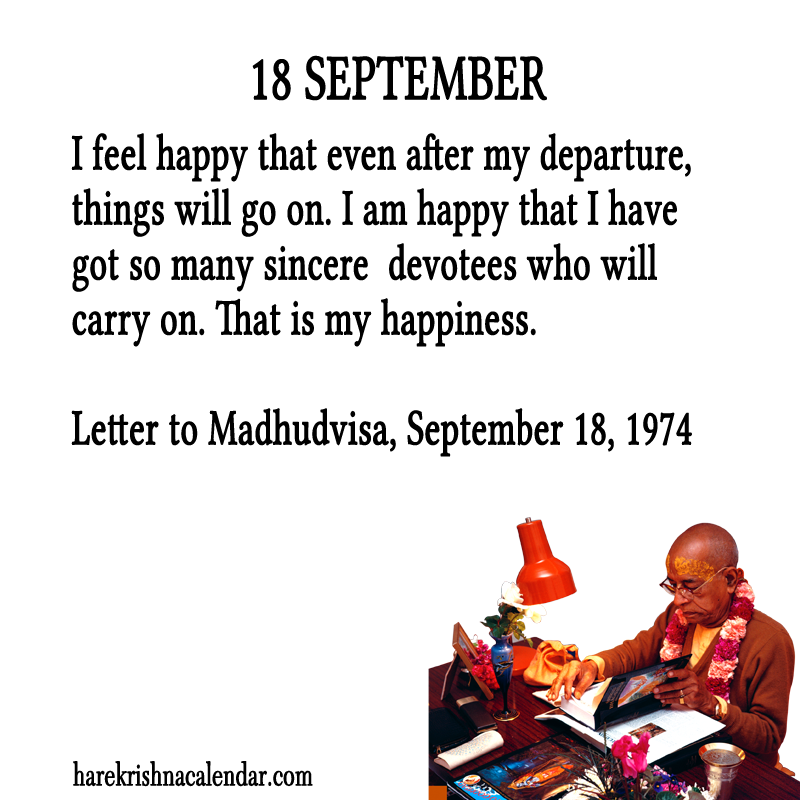 18 SEPTEMBER
I feel happy that even after my departure,
things will go on. I am happy that I have
got so many sincere  devotees who will
carry on. That is my happiness.
Letter to Madhudvisa, September 18, 1974
harekrishnacalendar.com